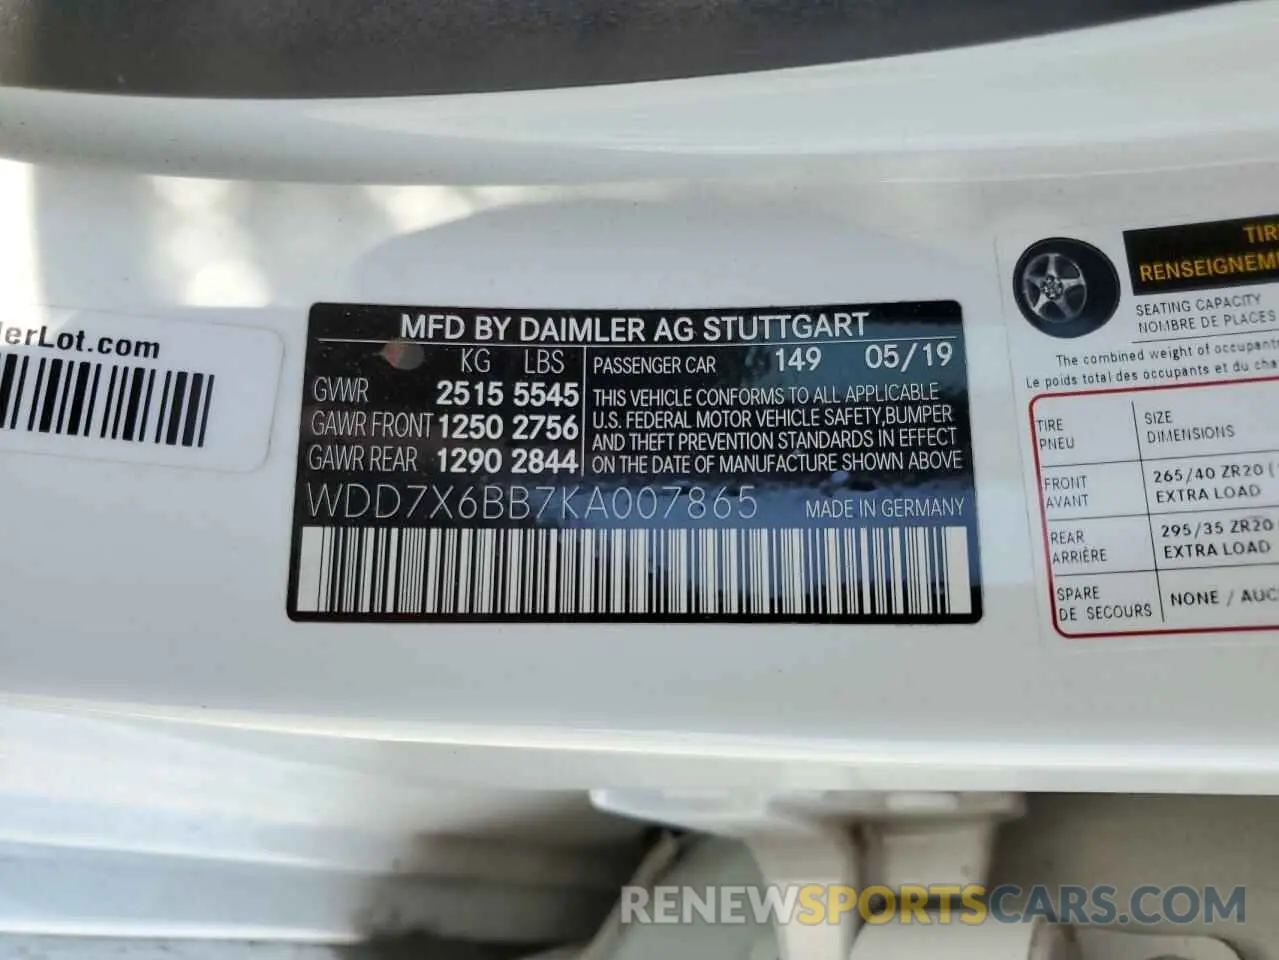 lerLot.com
MFD BY DAIMLER AG STUTTGART
KG LBS
GVWR 2515 5545
GAWR FRONT 1250 2756
GAWR REAR 1290 2844
PASSENGER CAR 149 05/19
THIS VEHICLE CONFORMS TO ALL APPLICABLE
U.S. FEDERAL MOTOR VEHICLE SAFETY,BUMPER
AND THEFT PREVENTION STANDARDS IN EFFECT
ON THE DATE OF MANUFACTURE SHOWN ABOVE
WDD7X6BB7KA007865 MADE IN GERMANY
TIR
RENSEIGNEM
SEATING CAPACITY
NOMBRE DE PLACES
The combined weight of occupant
Le poids total des occupants et du cha
TIRE
PNEU
SIZE
DIMENSIONS
FRONT
AVANT
265/40 ZR20 (
EXTRA LOAD
REAR
ARRIÈRE
295/35 ZR20
EXTRA LOAD
SPARE
DE SECOURS
NONE / AUC
RENEWSPORTSCARS.COM